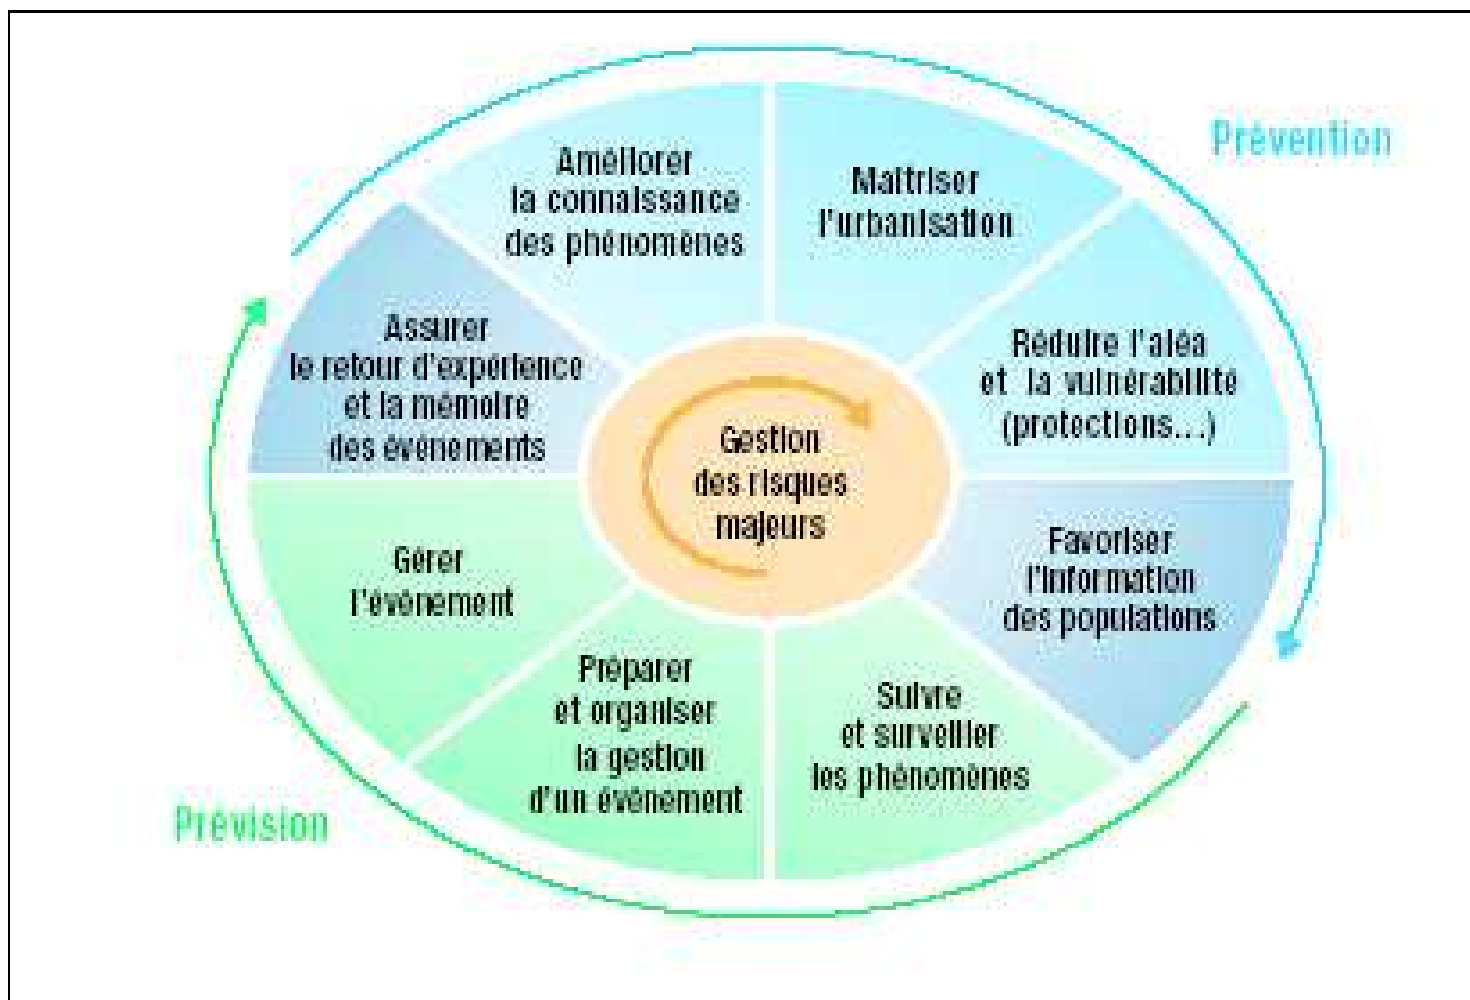 Prévention
Améliorer
la connaissance
des phénomènes
Maîtriser
l'urbanisation
Réduire l'aléa
et la vulnérabilité
(protections...)
Favoriser
l'information
des populations
Suivre
et surveiller
les phénomènes
Préparer
et organiser
la gestion
d'un événement
Gérer
l'événement
Assurer
le retour d'expérience
et la mémoire
des événements
Gestion
des risques
majeurs
Prévision